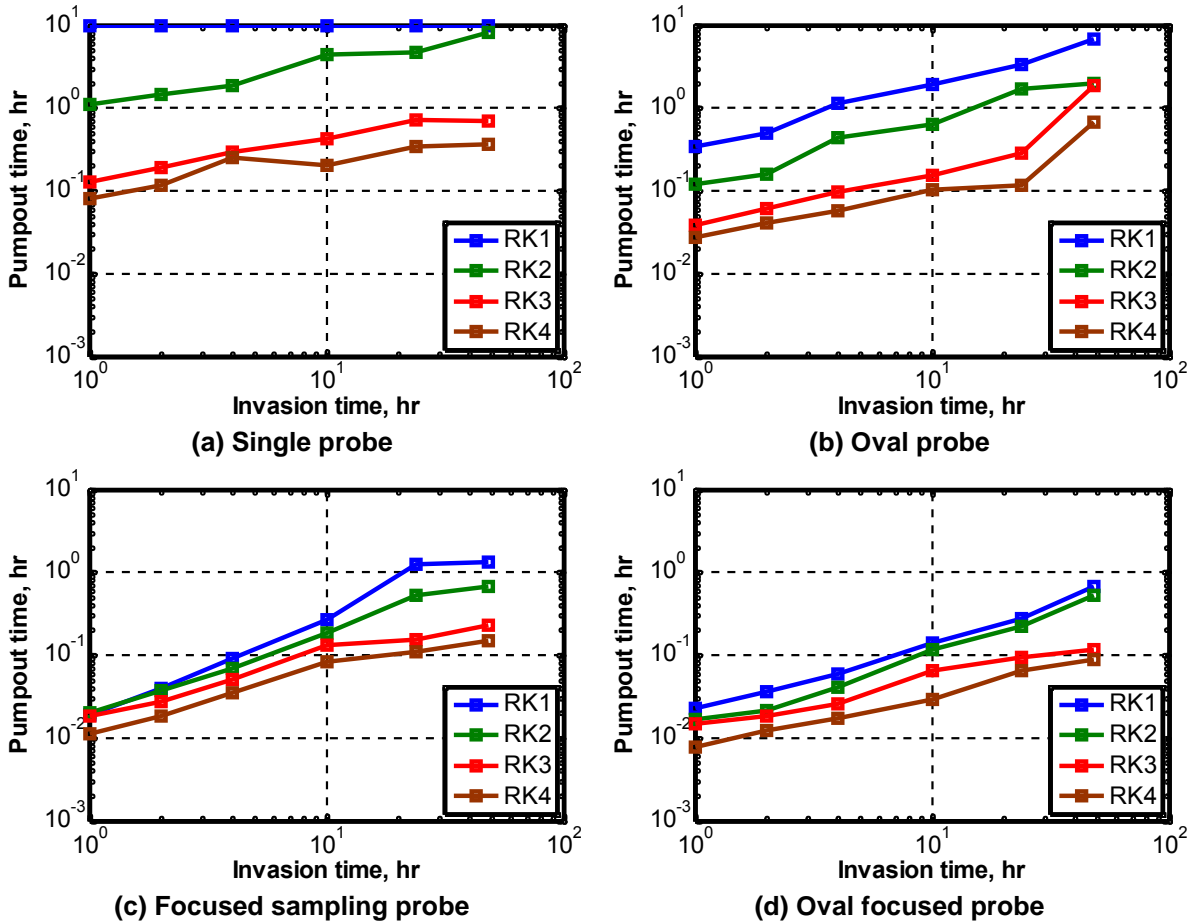 Pumpout time, hr
10^1
10^0
10^-1
10^-2
10^-3
RK1
RK2
RK3
RK4
10^0 10^1 10^2
Invasion time, hr
(a) Single probe
Pumpout time, hr
10^1
10^0
10^-1
10^-2
10^-3
RK1
RK2
RK3
RK4
10^0 10^1 10^2
Invasion time, hr
(b) Oval probe
Pumpout time, hr
10^1
10^0
10^-1
10^-2
10^-3
RK1
RK2
RK3
RK4
10^0 10^1 10^2
Invasion time, hr
(c) Focused sampling probe
Pumpout time, hr
10^1
10^0
10^-1
10^-2
10^-3
RK1
RK2
RK3
RK4
10^0 10^1 10^2
Invasion time, hr
(d) Oval focused probe